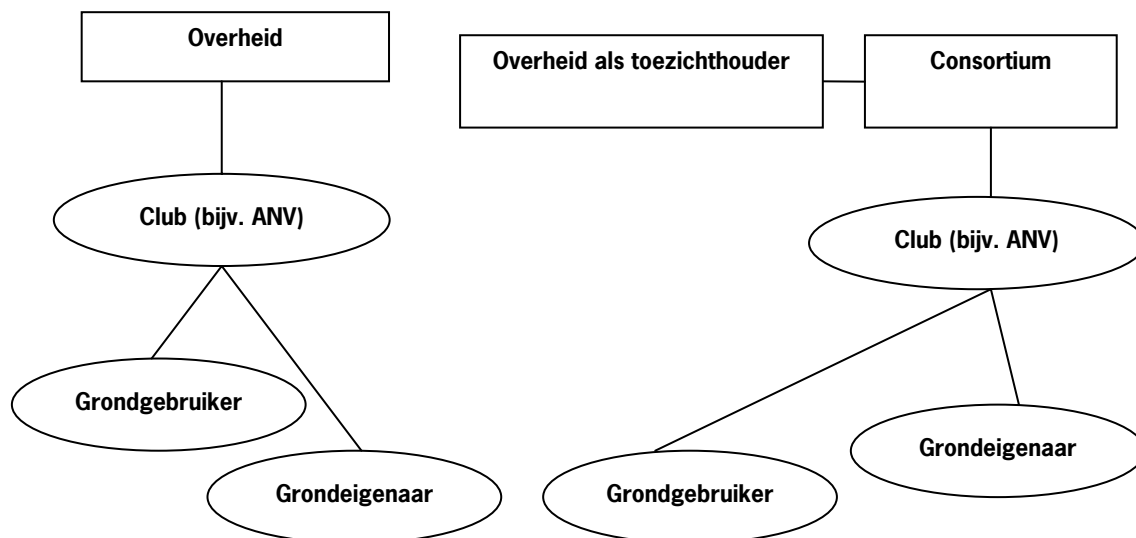 Overheid
Club (bijv. ANV)
Grondgebruiker
Grondeigenaar
Overheid als toezichthouder
Consortium
Club (bijv. ANV)
Grondeigenaar
Grondgebruiker